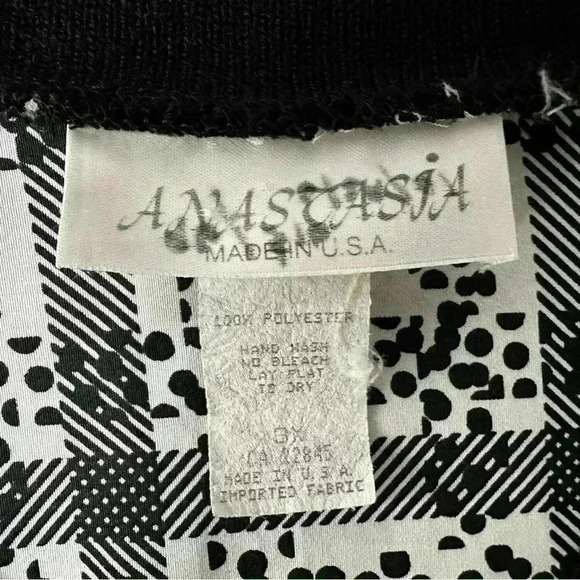 ANASTASIA
MADE IN U.S.A.
100% POLYESTER
HAND WASH
NO BLEACH
LAY FLAT
TO DRY
3X
CA 12845
MADE IN U.S.A
IMPORTED FABRIC